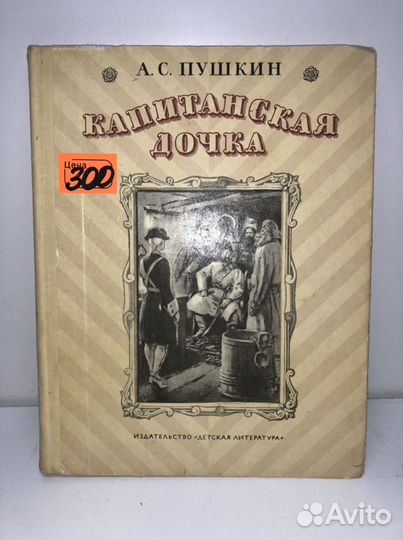 А.С. ПУШКИН
КАПИТАНСКАЯ
ДОЧКА
Цена
300
ИЗДАТЕЛЬСТВО «ДЕТСКАЯ ЛИТЕРАТУРА»
Avito